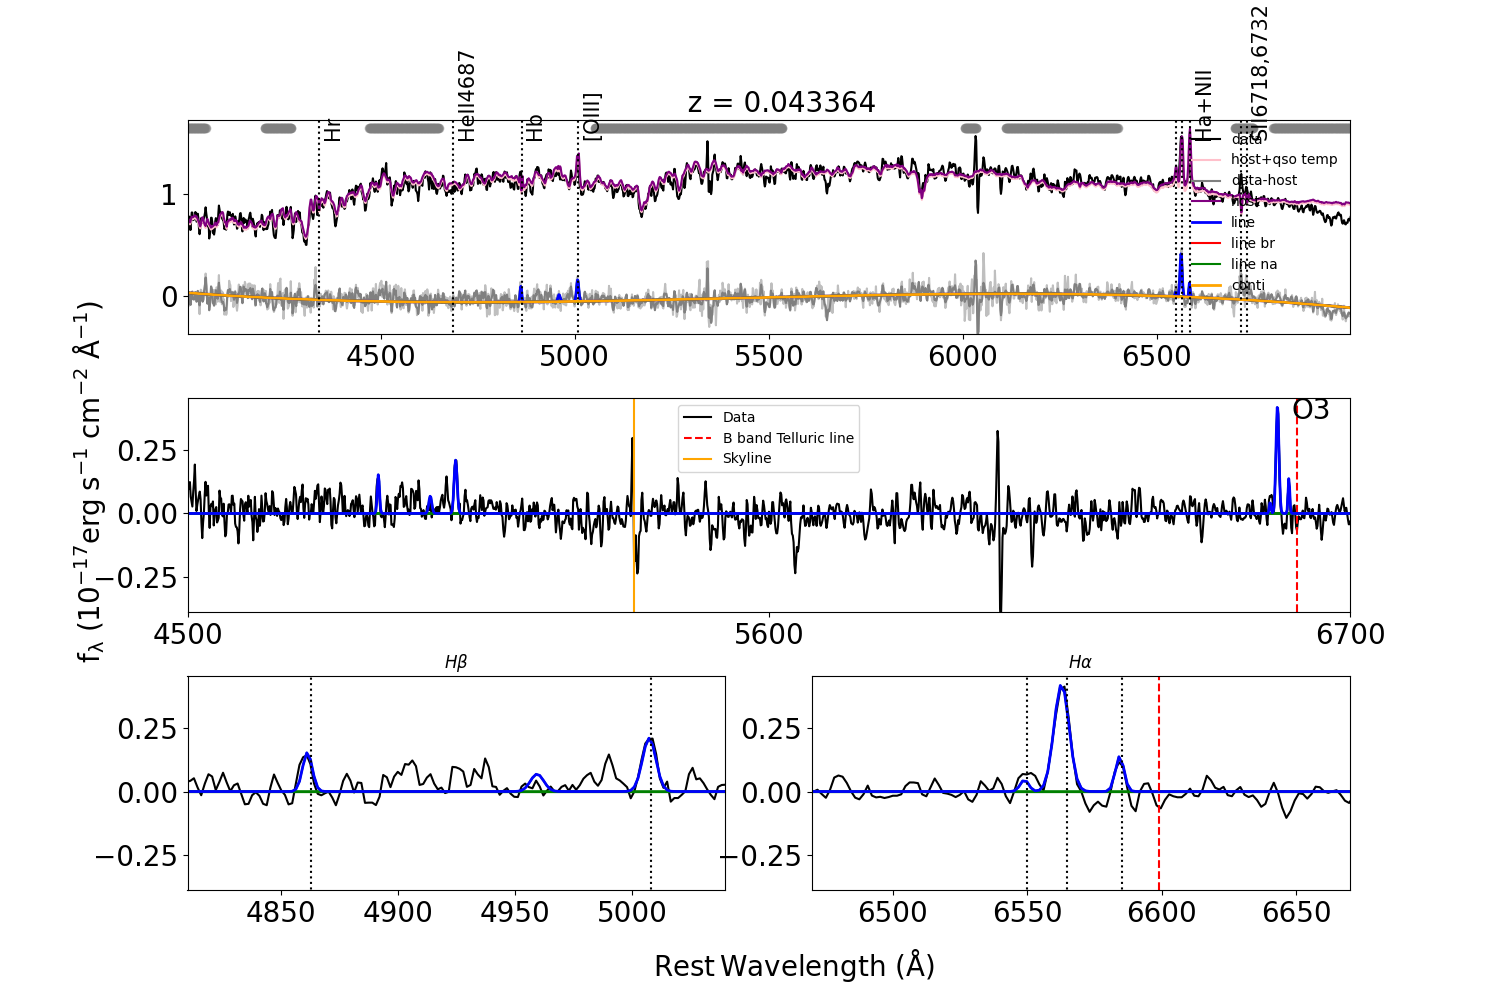 z = 0.043364
Hr
HeII4687
Hb
[OIII]
Ha+NII
SII6718,6732
data
host+qso temp
data-host
host
line
line br
line na
conti
1
0
4500
5000
5500
6000
6500
Data
B band Telluric line
Skyline
O3
0.25
0.00
−0.25
4500
5600
6700
fλ (10−17erg s−1 cm−2 Å−1)
Hβ
0.25
0.00
−0.25
4850
4900
4950
5000
Hα
0.25
0.00
−0.25
6500
6550
6600
6650
Rest Wavelength (Å)